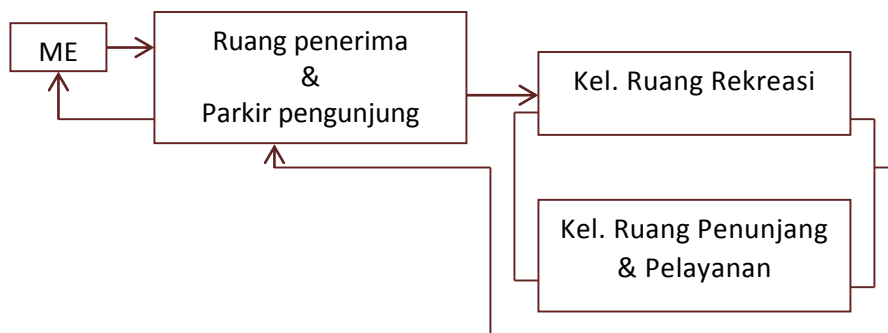 ME
Ruang penerima
&
Parkir pengunjung
Kel. Ruang Rekreasi
Kel. Ruang Penunjang
& Pelayanan